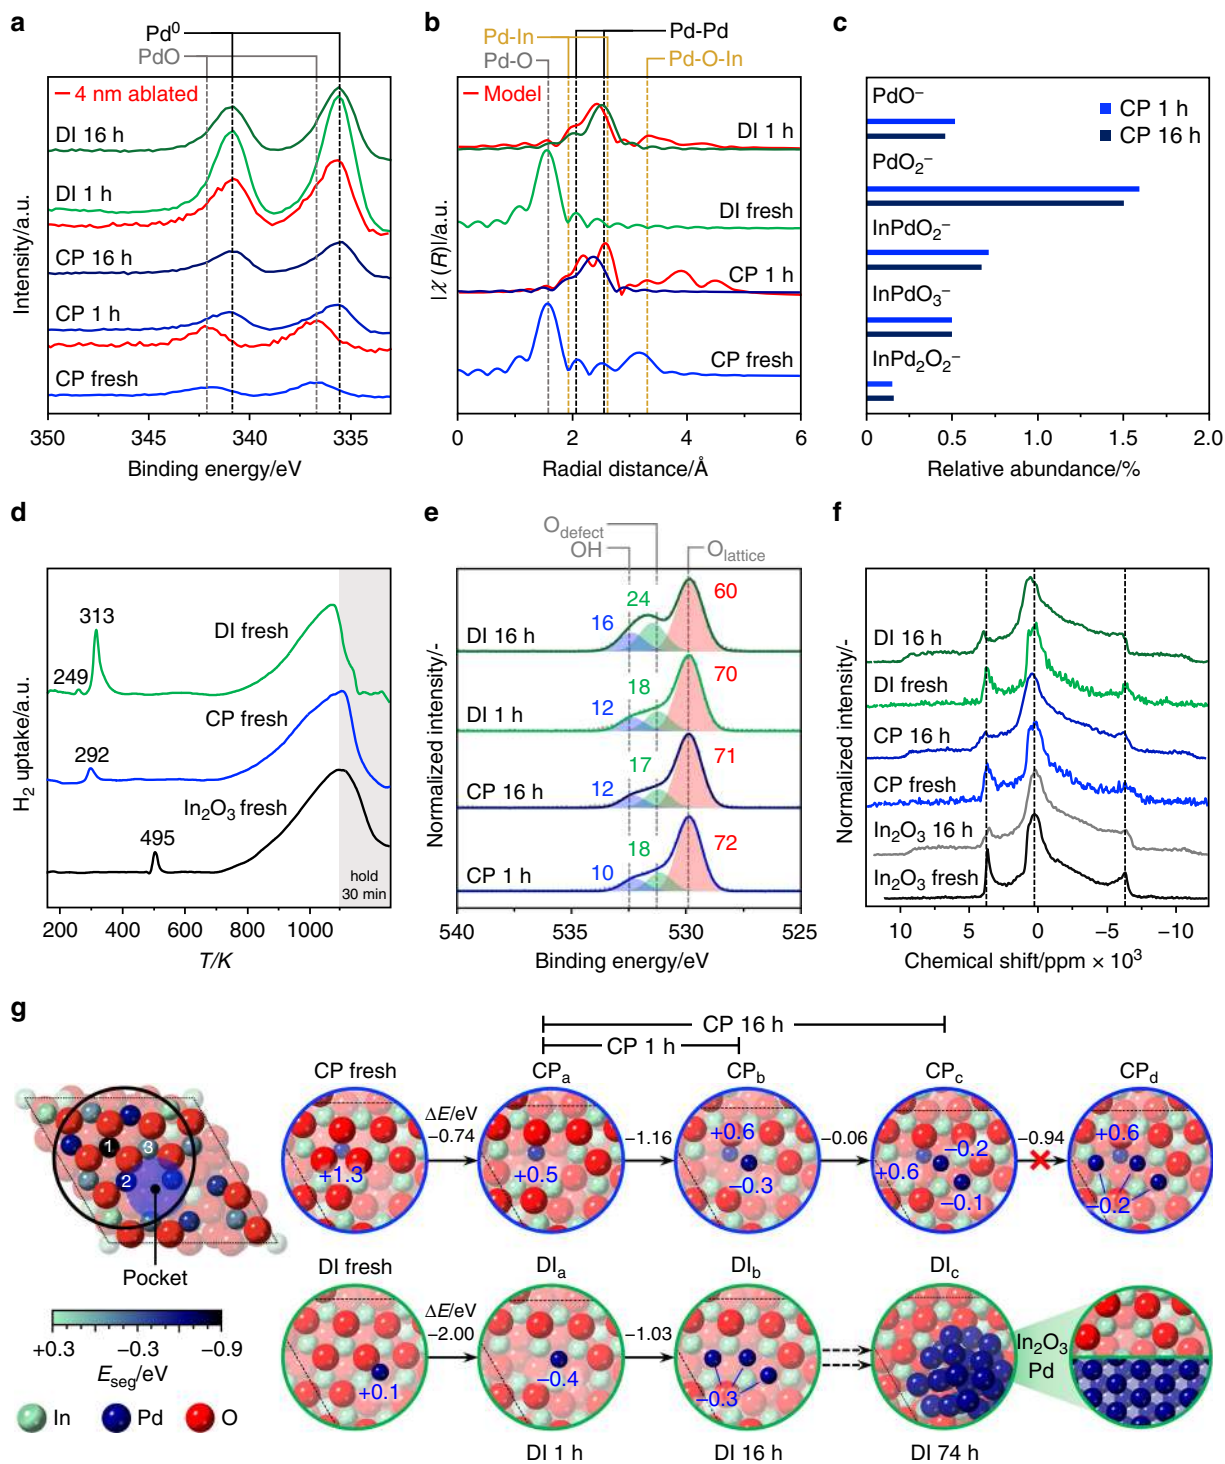 a
Pd⁰
PdO
4 nm ablated
DI 16 h
DI 1 h
CP 16 h
CP 1 h
CP fresh
Intensity/a.u.
350 345 340 335
Binding energy/eV
b
Pd-In
Pd-Pd
Pd-O
Pd-O-In
Model
DI 1 h
DI fresh
CP 1 h
CP fresh
|χ(R)|/a.u.
0 2 4 6
Radial distance/Å
c
PdO⁻
CP 1 h
CP 16 h
PdO₂⁻
InPdO₂⁻
InPdO₃⁻
InPd₂O₂⁻
0 0.5 1.0 1.5 2.0
Relative abundance/%
d
313
DI fresh
249
CP fresh
292
In₂O₃ fresh
495
hold
30 min
H₂ uptake/a.u.
200 400 600 800 1000
T/K
e
O_defect
OH
O_lattice
24
60
16
DI 16 h
18
70
12
DI 1 h
17
71
12
CP 16 h
18
72
10
CP 1 h
Normalized intensity/-
540 535 530 525
Binding energy/eV
f
DI 16 h
DI fresh
CP 16 h
CP fresh
In₂O₃ 16 h
In₂O₃ fresh
Normalized intensity/-
10 5 0 −5 −10
Chemical shift/ppm × 10³
g
CP 16 h
CP 1 h
CP fresh
CPₐ
CP_b
CP_c
CP_d
1
3
2
Pocket
ΔE/eV
−0.74
−1.16
−0.06
−0.94
+1.3
+0.5
+0.6
−0.3
−0.2
+0.6
−0.1
+0.6
−0.2
DI fresh
DIₐ
DI_b
DI_c
ΔE/eV
−2.00
−1.03
+0.1
−0.4
−0.3
In₂O₃
Pd
+0.3 −0.3 −0.9
E_seg/eV
In Pd O
DI 1 h
DI 16 h
DI 74 h